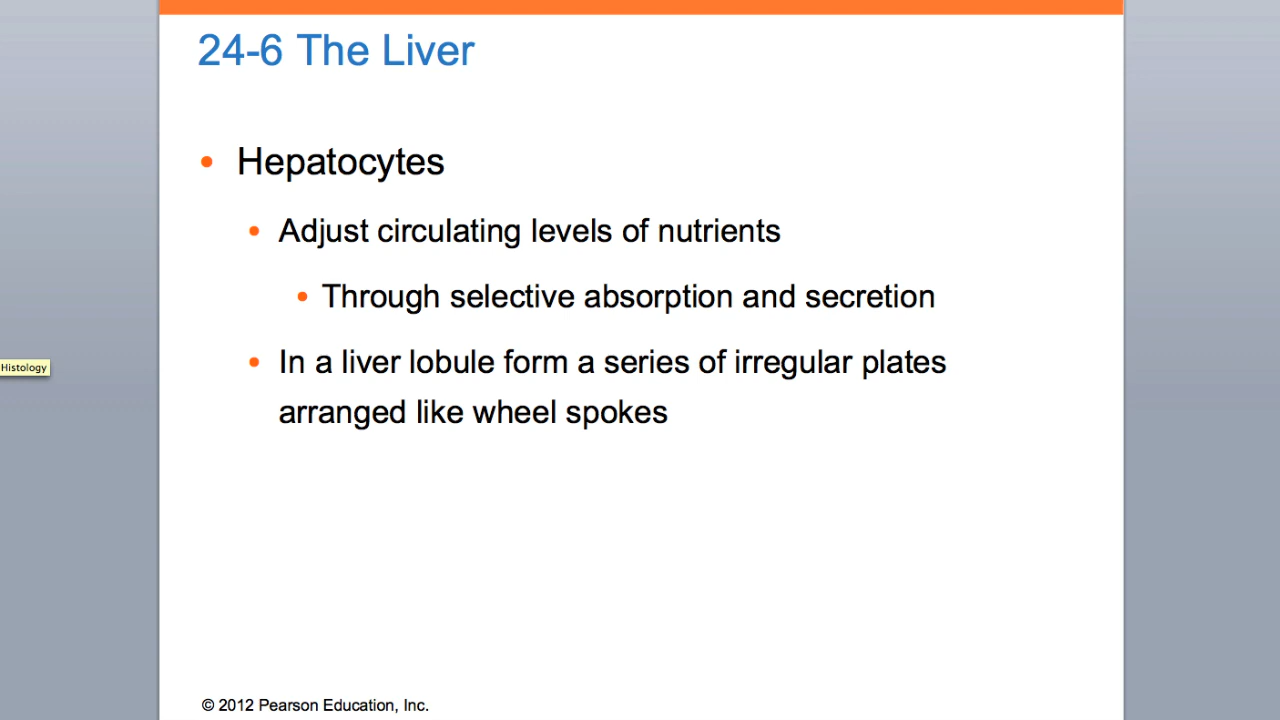 24-6 The Liver
• Hepatocytes
• Adjust circulating levels of nutrients
• Through selective absorption and secretion
• In a liver lobule form a series of irregular plates
arranged like wheel spokes
Histology
© 2012 Pearson Education, Inc.